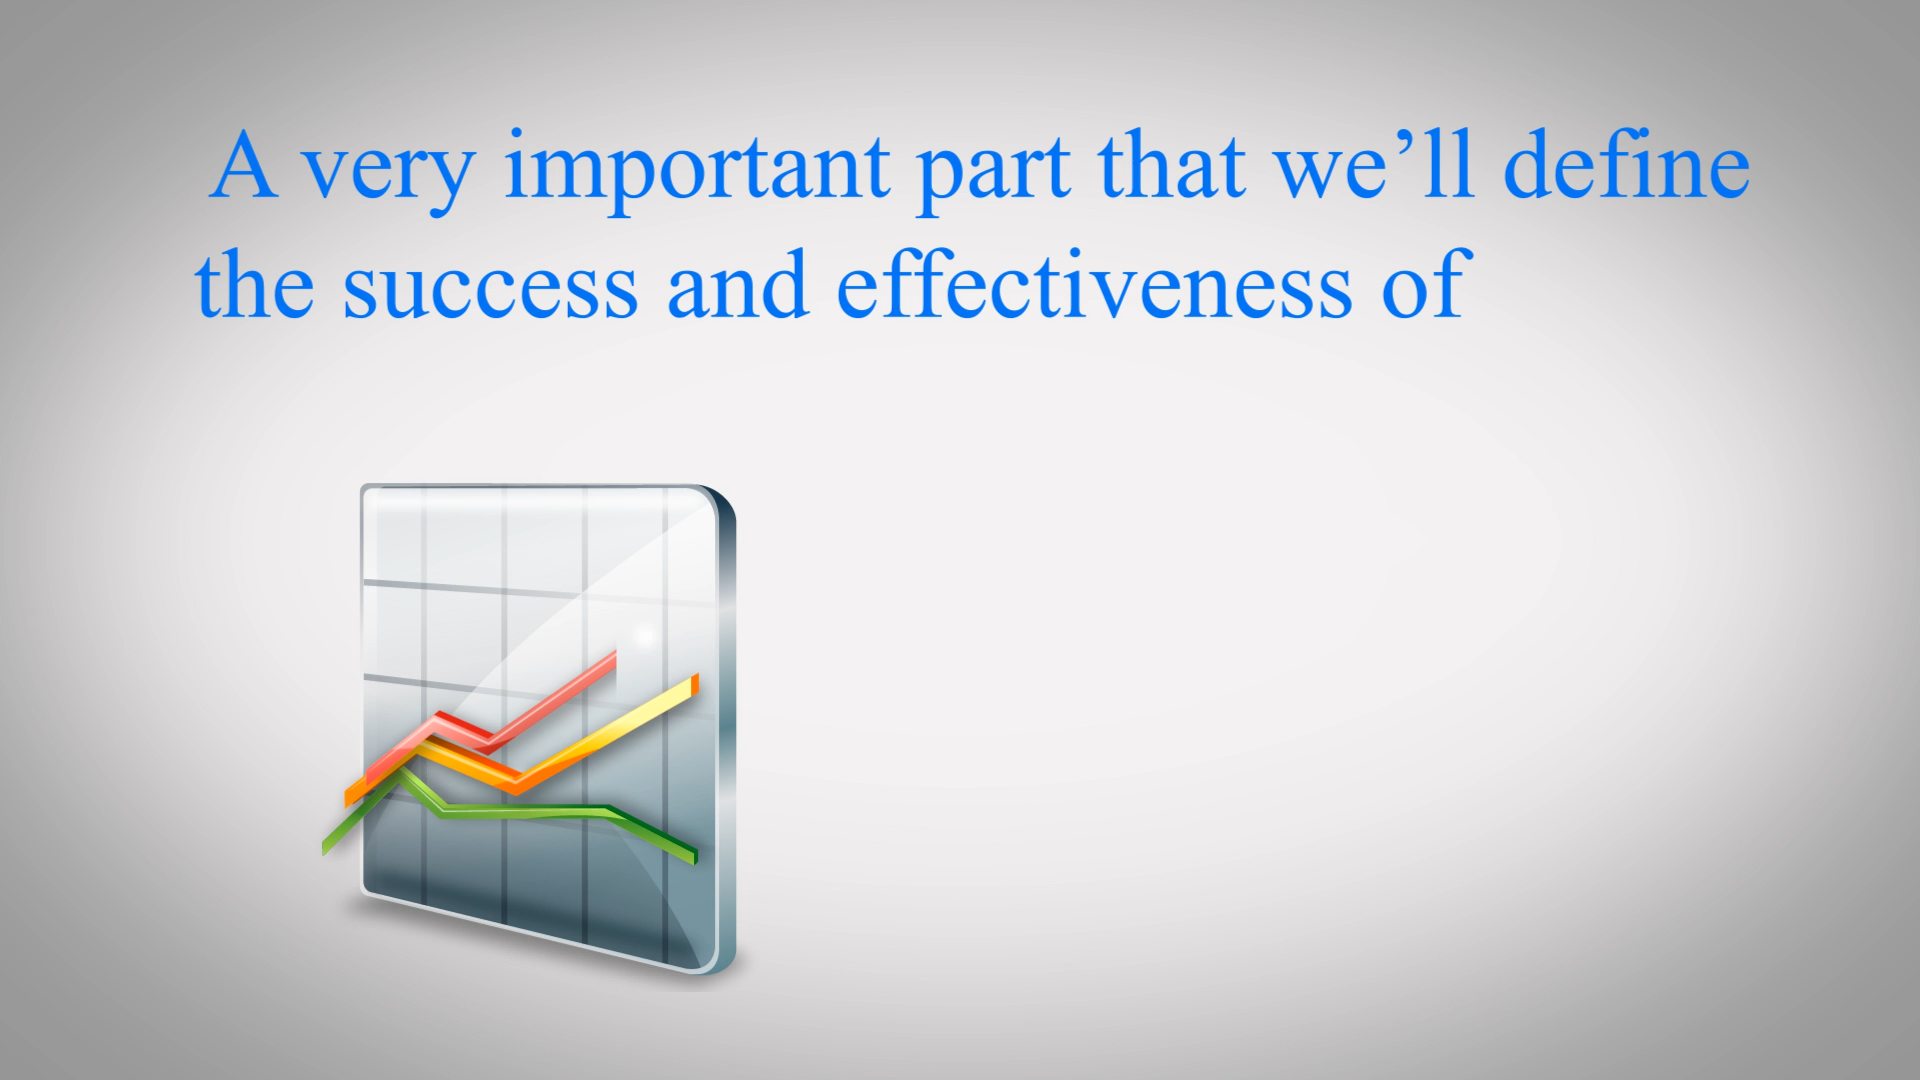 A very important part that we’ll define
the success and effectiveness of